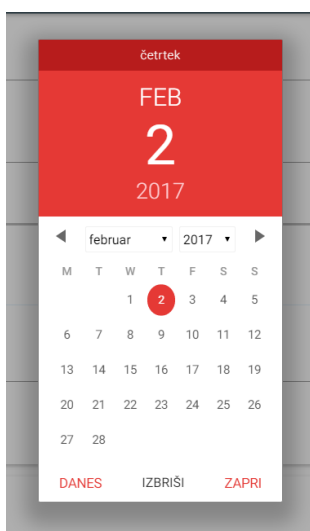 četrtek
FEB
2
2017
februar 2017
M T W T F S S
1 2 3 4 5
6 7 8 9 10 11 12
13 14 15 16 17 18 19
20 21 22 23 24 25 26
27 28
DANES IZBRIŠI ZAPRI